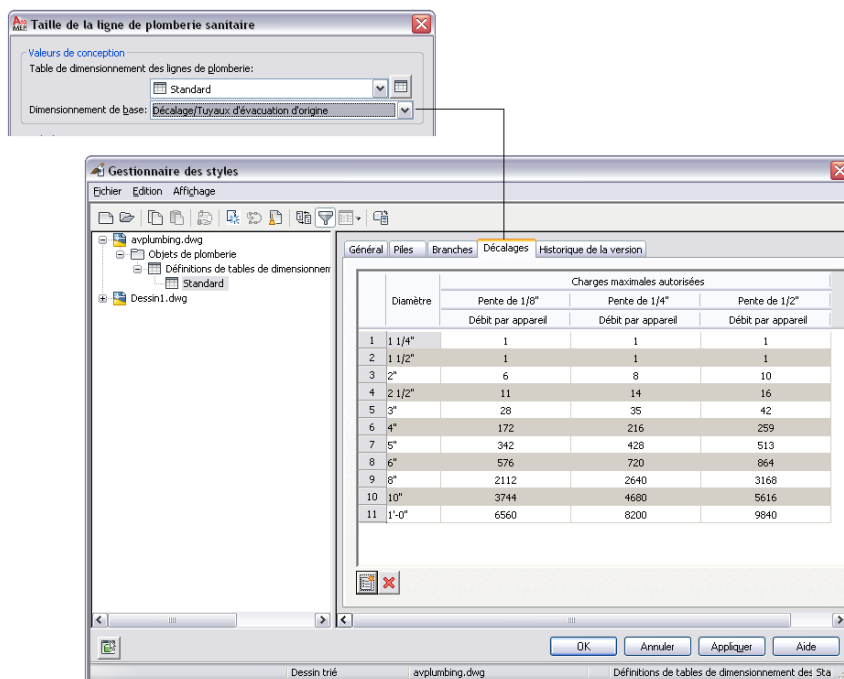 Taille de la ligne de plomberie sanitaire
Valeurs de conception
Table de dimensionnement des lignes de plomberie:
Standard
Dimensionnement de base: Décalage/Tuyaux d'évacuation d'origine
Gestionnaire des styles
Fichier Edition Affichage
avplumbing.dwg
Objets de plomberie
Définitions de tables de dimensionnen
Standard
Dessin1.dwg
Général Piles Branches Décalages Historique de la version
Charges maximales autorisées
Diamètre Pente de 1/8" Pente de 1/4" Pente de 1/2"
Débit par appareil Débit par appareil Débit par appareil
1 1 1/4" 1 1 1
2 1 1/2" 1 1 1
3 2" 6 8 10
4 2 1/2" 11 14 16
5 3" 28 35 42
6 4" 172 216 259
7 5" 342 428 513
8 6" 576 720 864
9 8" 2112 2640 3168
10 10" 3744 4680 5616
11 1'-0" 6560 8200 9840
OK Annuler Appliquer Aide
Dessin trié avplumbing.dwg Définitions de tables de dimensionnement des Sta